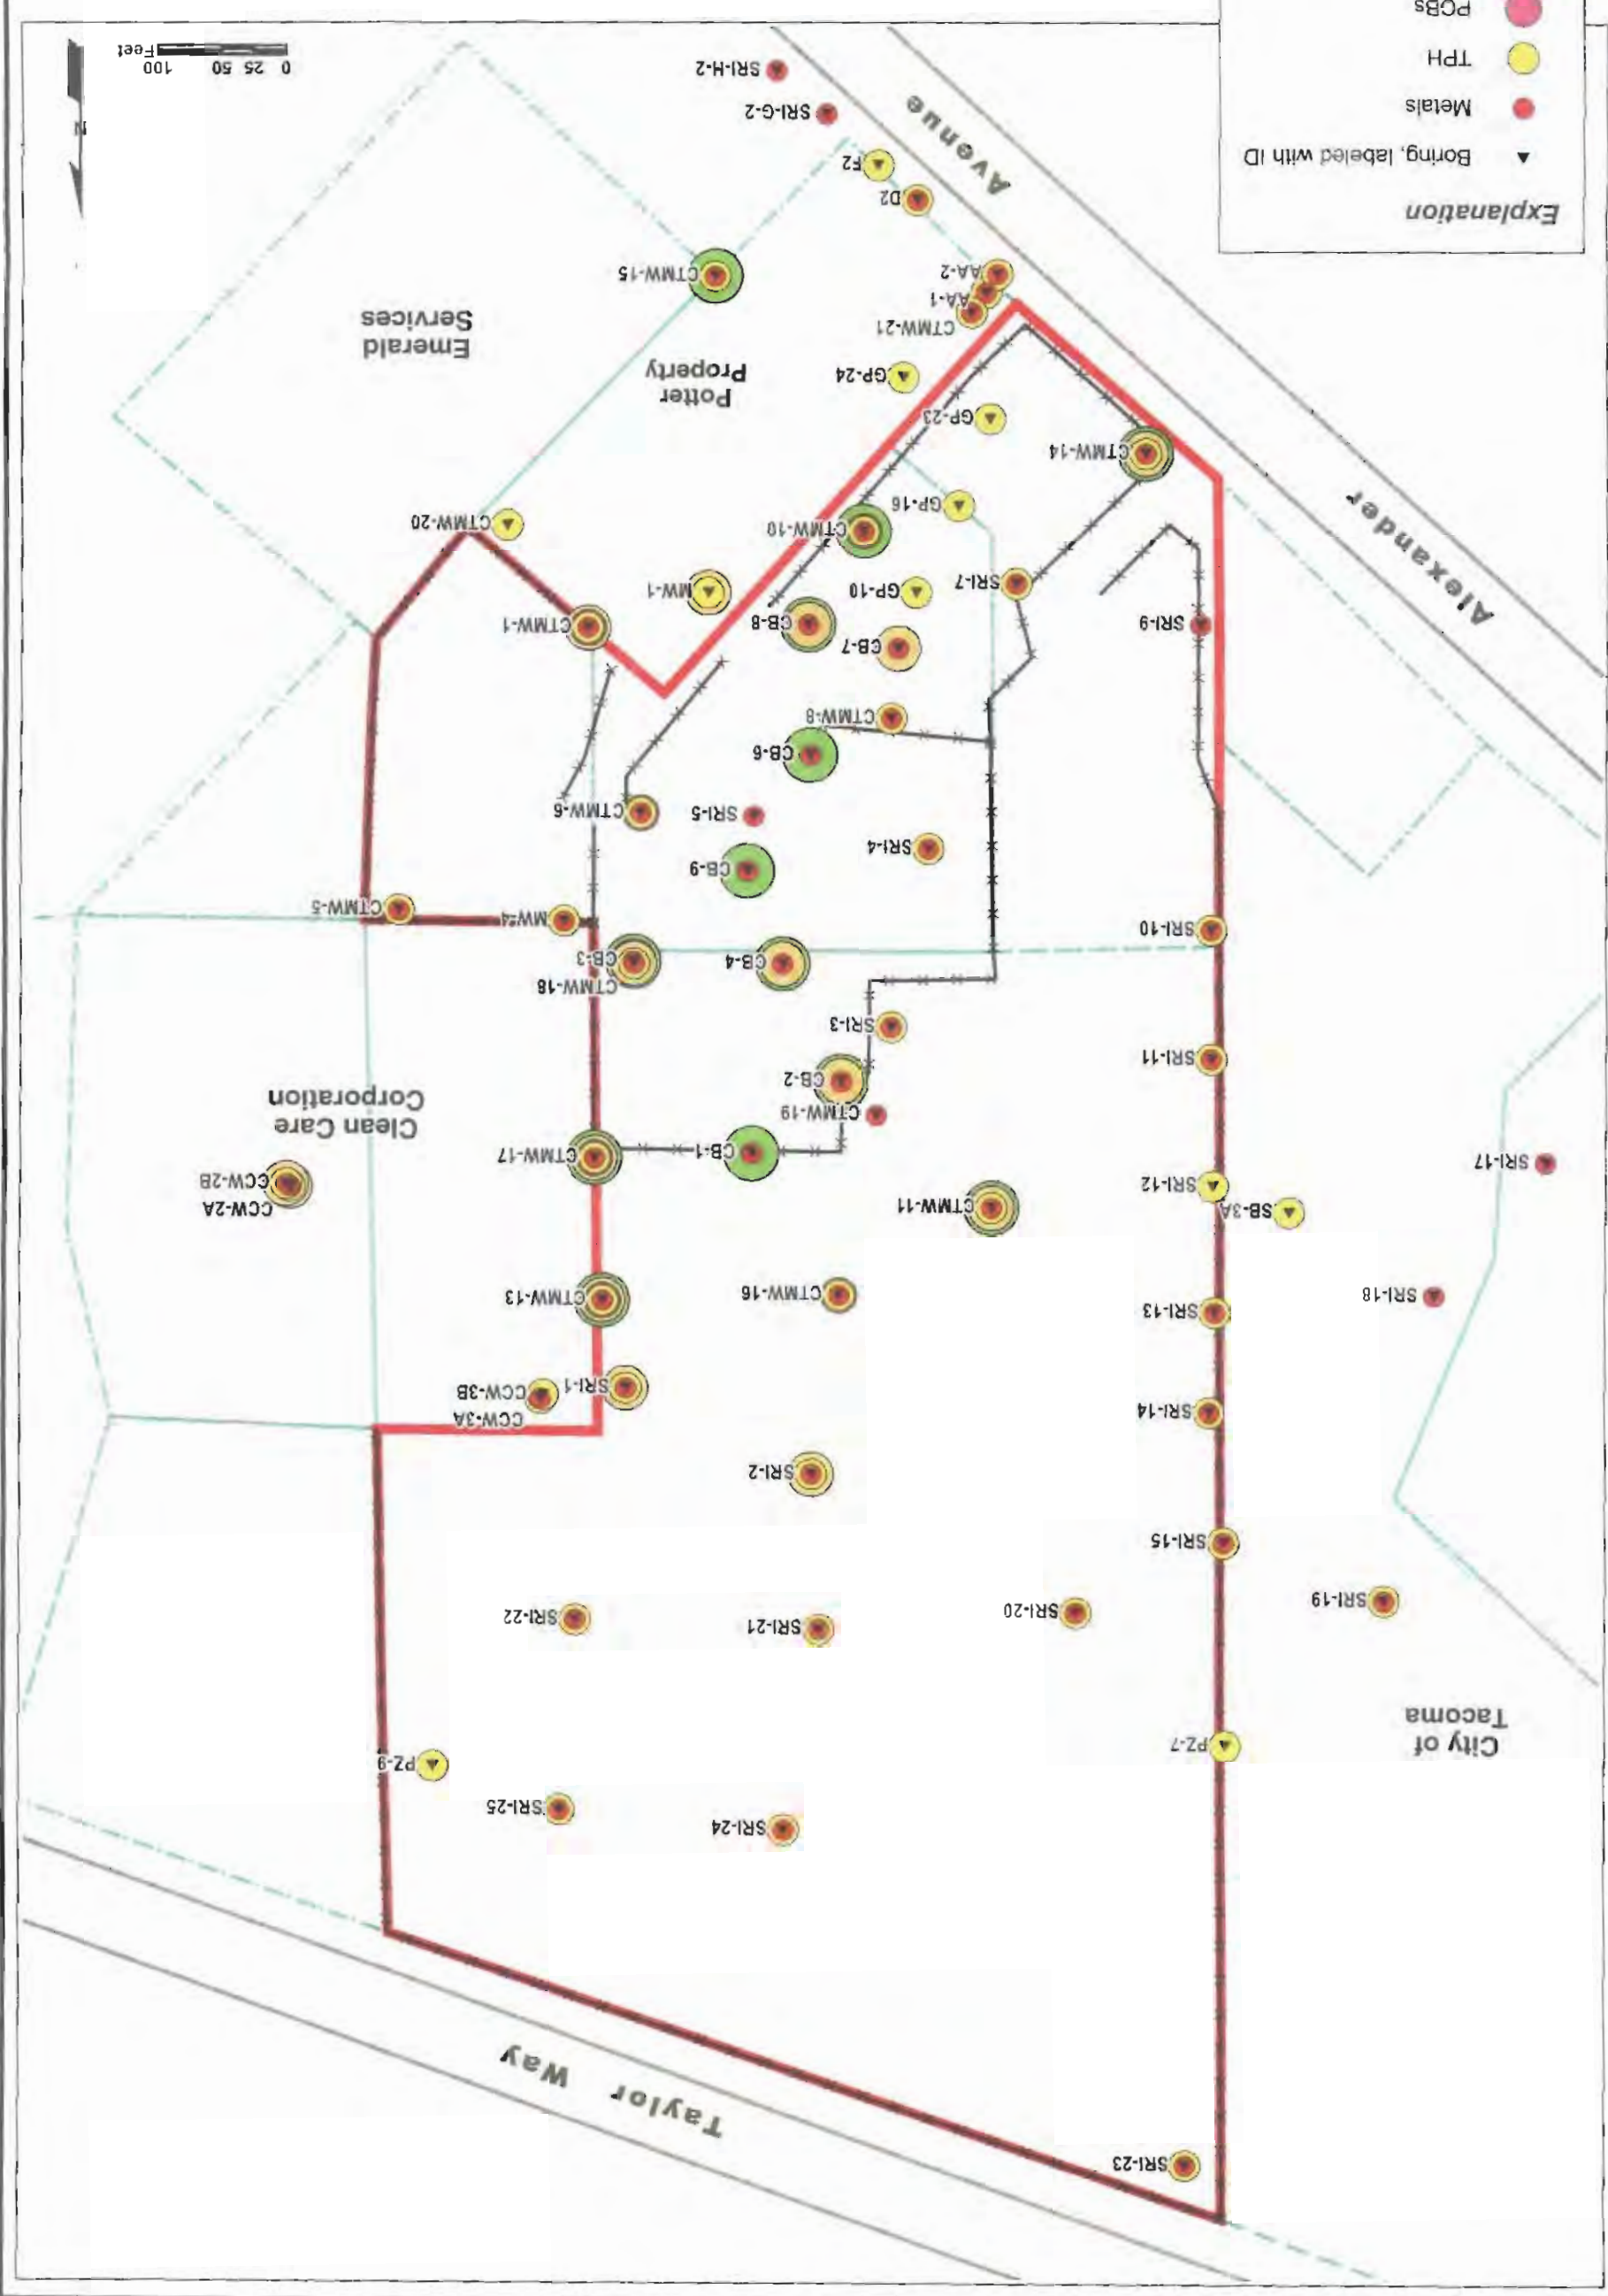 Taylor Way
SRI-23
SRI-24
SRI-25
PZ-9
PZ-7
City of
Tacoma
SRI-19
SRI-20
SRI-21
SRI-22
SRI-15
SRI-2
SRI-14
SRI-1
CCW-3A
CCW-3B
SRI-13
SRI-18
CTMW-16
CTMW-13
SB-3A
SRI-12
CTMW-11
CCW-2A
CCW-2B
SRI-17
CTMW-17
CB-1
Clean Care
Corporation
CTMW-19
CB-2
SRI-11
SRI-3
CTMW-18
CB-3
CB-4
SRI-10
MW-4
CTMW-5
CB-9
SRI-4
SRI-5
CTMW-6
CB-6
CTMW-8
CB-7
CB-8
SRI-9
CTMW-1
MW-1
GP-10
SRI-7
CTMW-10
CTMW-20
GP-16
CTMW-14
GP-23
GP-24
Alexander
Avenue
Potter
Property
Emerald
Services
CTMW-21
AA-1
AA-2
CTMW-15
D2
F2
SRI-G-2
SRI-H-2
N
0 25 50 100
Feet
Explanation
Boring, labeled with ID
Metals
TPH
PCBs